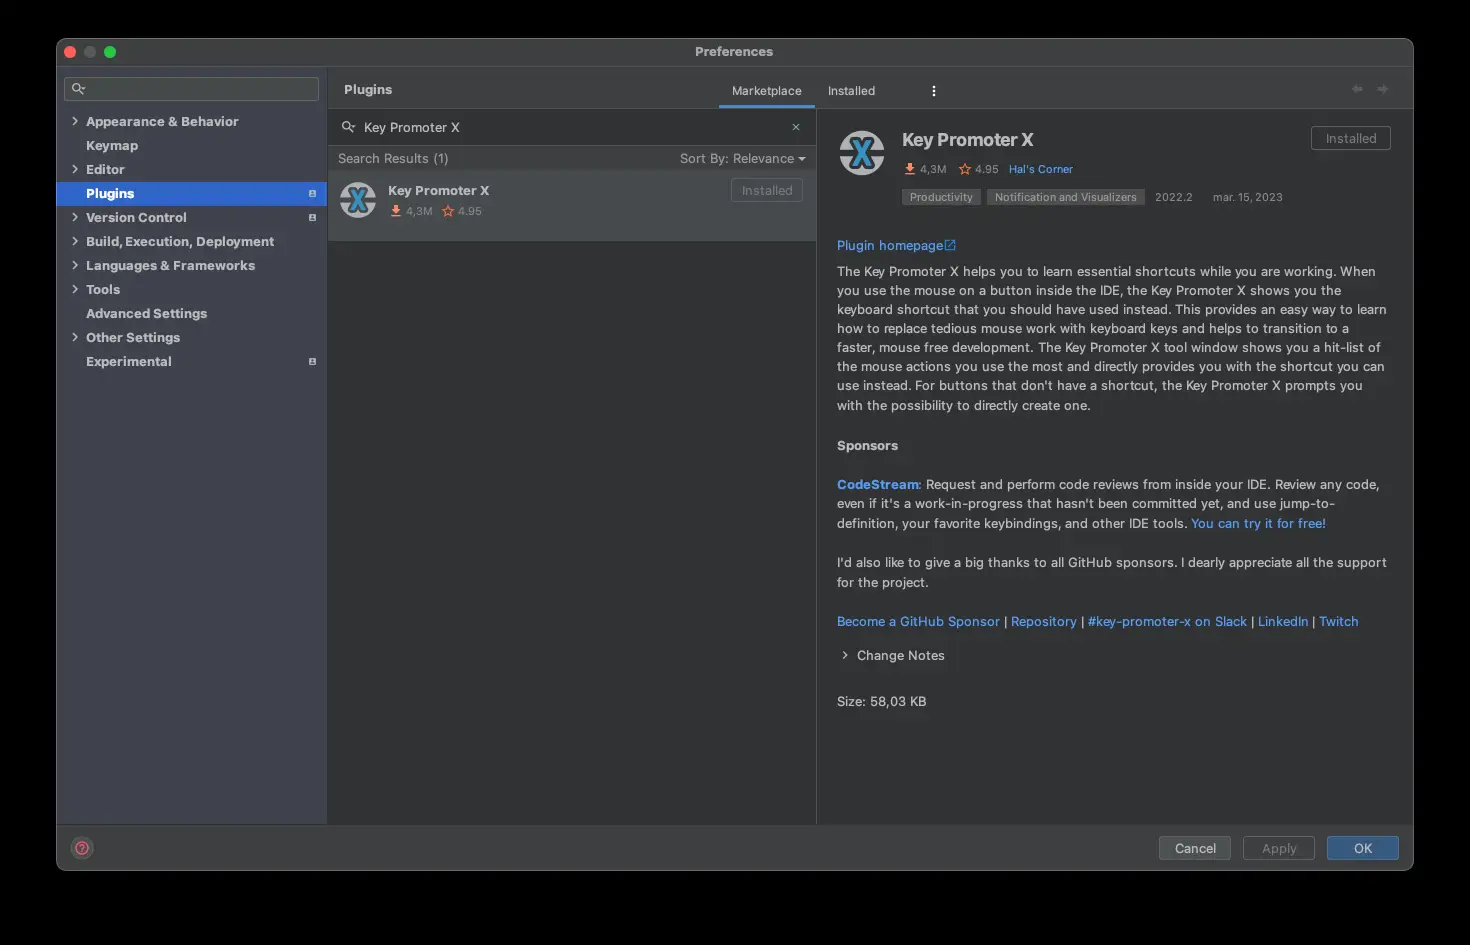 Preferences
Appearance & Behavior
Keymap
Editor
Plugins
Version Control
Build, Execution, Deployment
Languages & Frameworks
Tools
Advanced Settings
Other Settings
Experimental
Plugins
Marketplace
Installed
Key Promoter X
Search Results (1)
Sort By: Relevance
Key Promoter X
4,3M
4.95
Installed
Key Promoter X
Installed
4,3M
4.95
Hal's Corner
Productivity
Notification and Visualizers
2022.2
mar. 15, 2023
Plugin homepage
The Key Promoter X helps you to learn essential shortcuts while you are working. When
you use the mouse on a button inside the IDE, the Key Promoter X shows you the
keyboard shortcut that you should have used instead. This provides an easy way to learn
how to replace tedious mouse work with keyboard keys and helps to transition to a
faster, mouse free development. The Key Promoter X tool window shows you a hit-list of
the mouse actions you use the most and directly provides you with the shortcut you can
use instead. For buttons that don't have a shortcut, the Key Promoter X prompts you
with the possibility to directly create one.
Sponsors
CodeStream: Request and perform code reviews from inside your IDE. Review any code,
even if it's a work-in-progress that hasn't been committed yet, and use jump-to-
definition, your favorite keybindings, and other IDE tools. You can try it for free!
I'd also like to give a big thanks to all GitHub sponsors. I dearly appreciate all the support
for the project.
Become a GitHub Sponsor | Repository | #key-promoter-x on Slack | LinkedIn | Twitch
Change Notes
Size: 58,03 KB
Cancel
Apply
OK